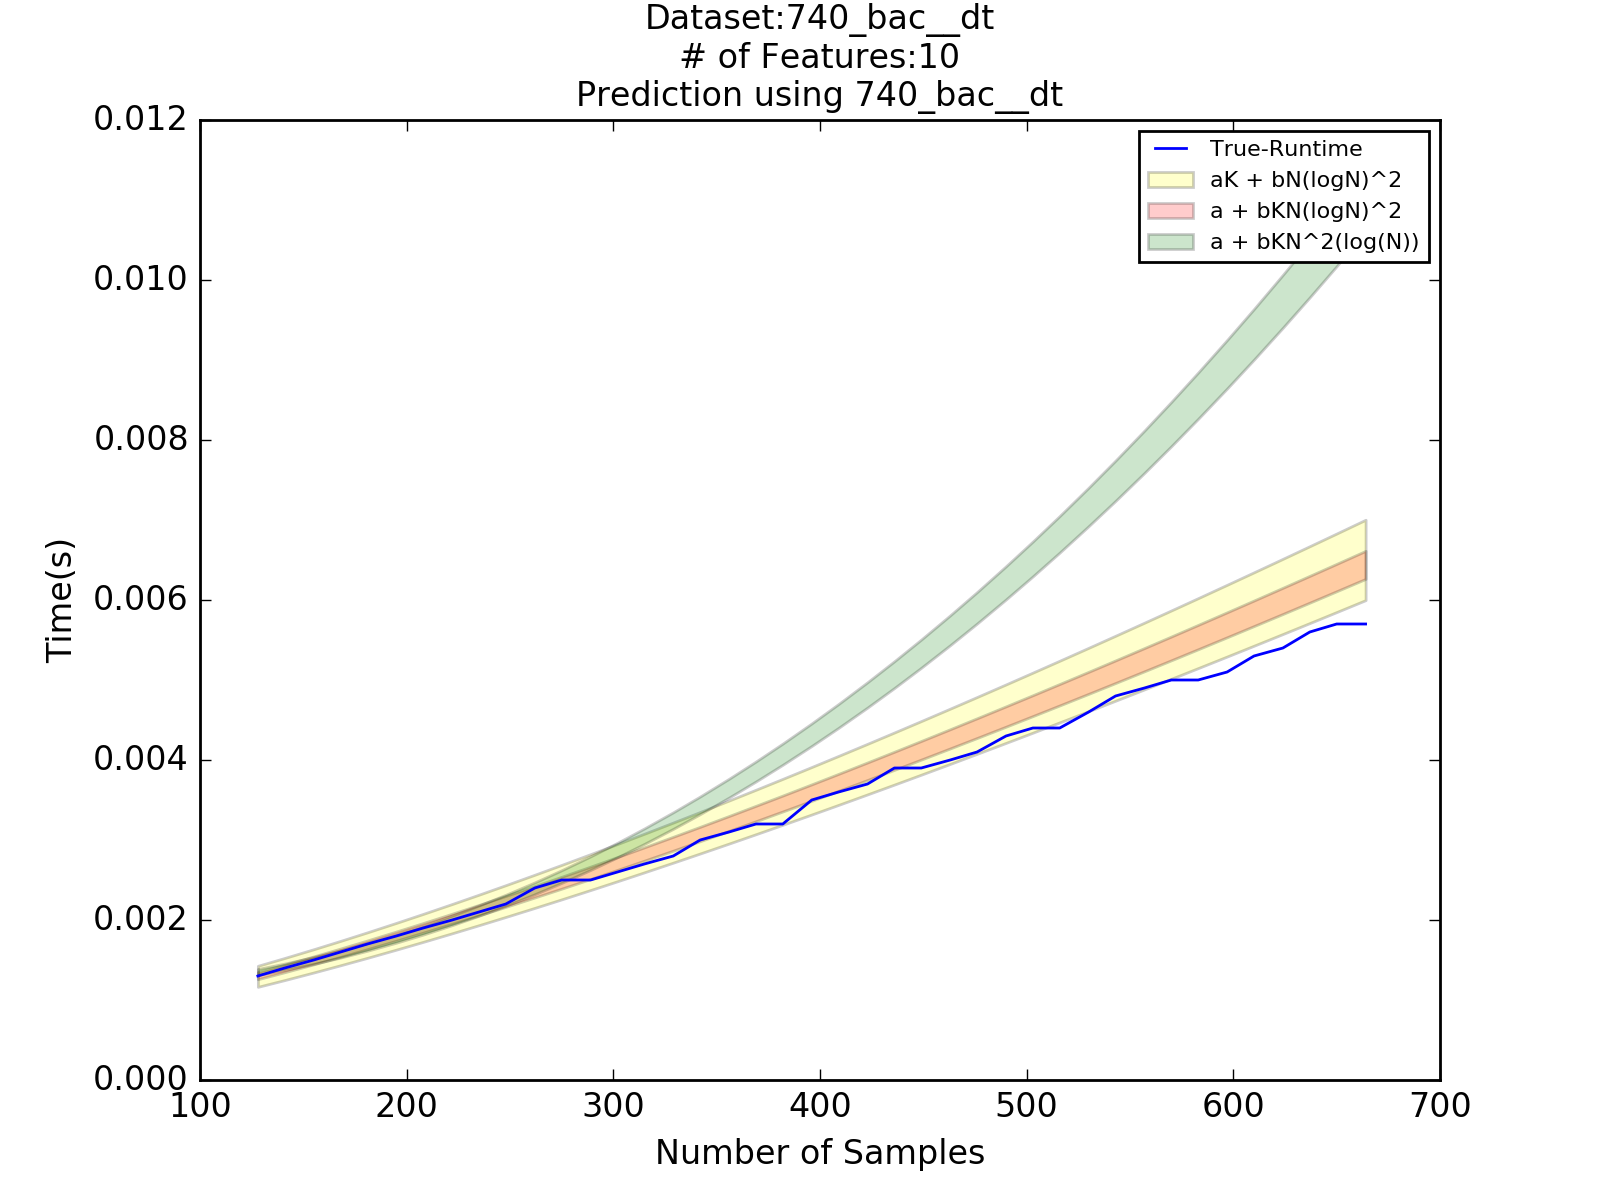 Dataset:740_bac__dt
# of Features:10
Prediction using 740_bac__dt
0.012
0.010
0.008
0.006
0.004
0.002
0.000
Time(s)
True-Runtime
aK + bN(logN)^2
a + bKN(logN)^2
a + bKN^2(log(N))
100 200 300 400 500 600 700
Number of Samples